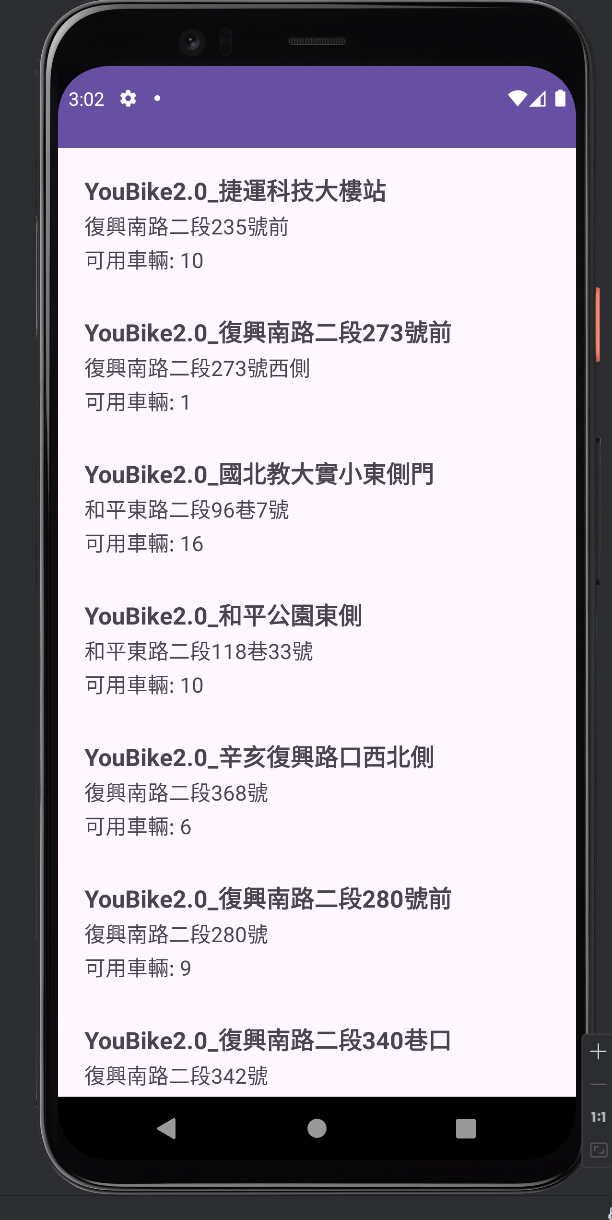 3:02
YouBike2.0_捷運科技大樓站
復興南路二段235號前
可用車輛: 10
YouBike2.0_復興南路二段273號前
復興南路二段273號西側
可用車輛: 1
YouBike2.0_國北教大實小東側門
和平東路二段96巷7號
可用車輛: 16
YouBike2.0_和平公園東側
和平東路二段118巷33號
可用車輛: 10
YouBike2.0_辛亥復興路口西北側
復興南路二段368號
可用車輛: 6
YouBike2.0_復興南路二段280號前
復興南路二段280號
可用車輛: 9
YouBike2.0_復興南路二段340巷口
復興南路二段342號
1:1